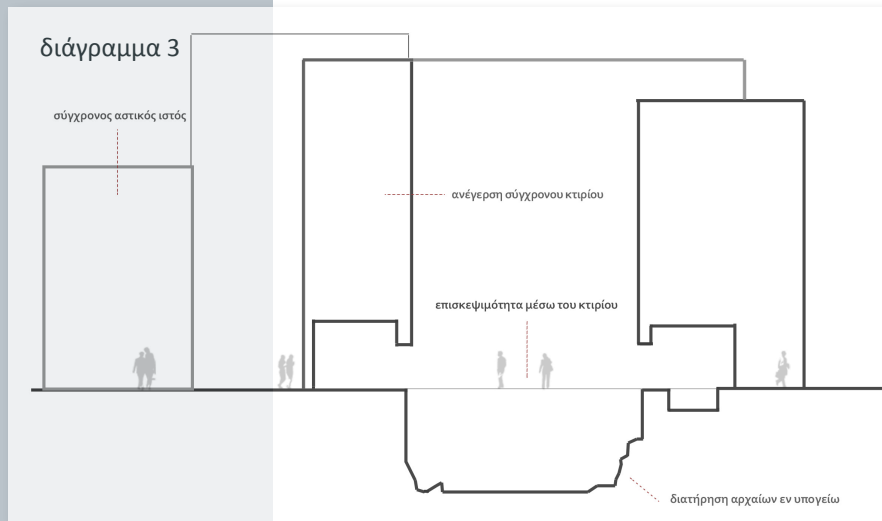 διάγραμμα 3
σύγχρονος αστικός ιστός
ανέγερση σύγχρονου κτιρίου
επισκεψιμότητα μέσω του κτιρίου
διατήρηση αρχαίων εν υπογείω